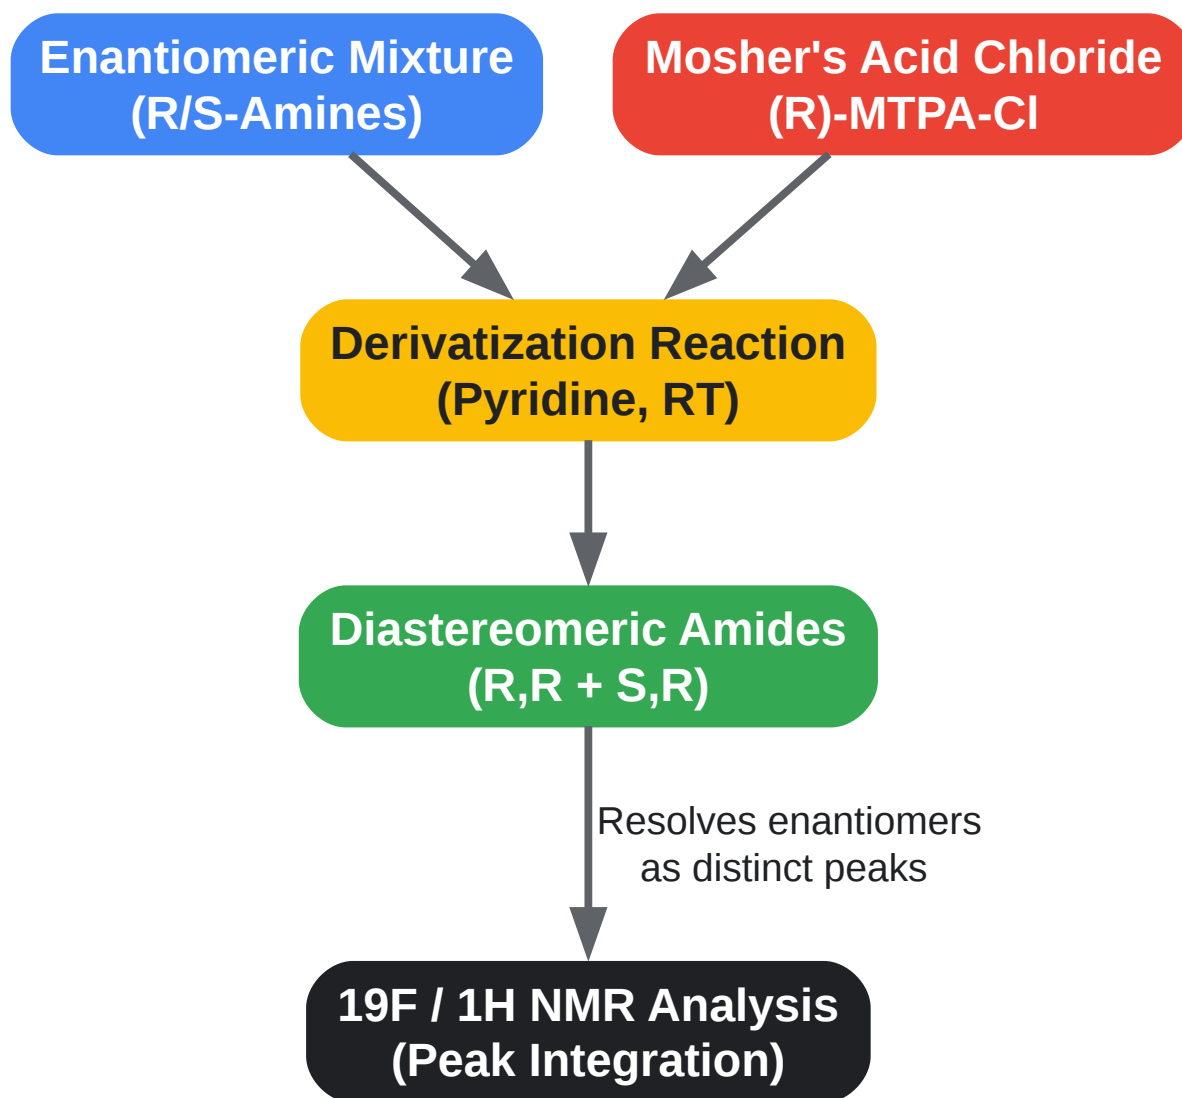 Enantiomeric Mixture
(R/S-Amines)
Mosher's Acid Chloride
(R)-MTPA-Cl
Derivatization Reaction
(Pyridine, RT)
Diastereomeric Amides
(R,R + S,R)
Resolves enantiomers
as distinct peaks
19F / 1H NMR Analysis
(Peak Integration)